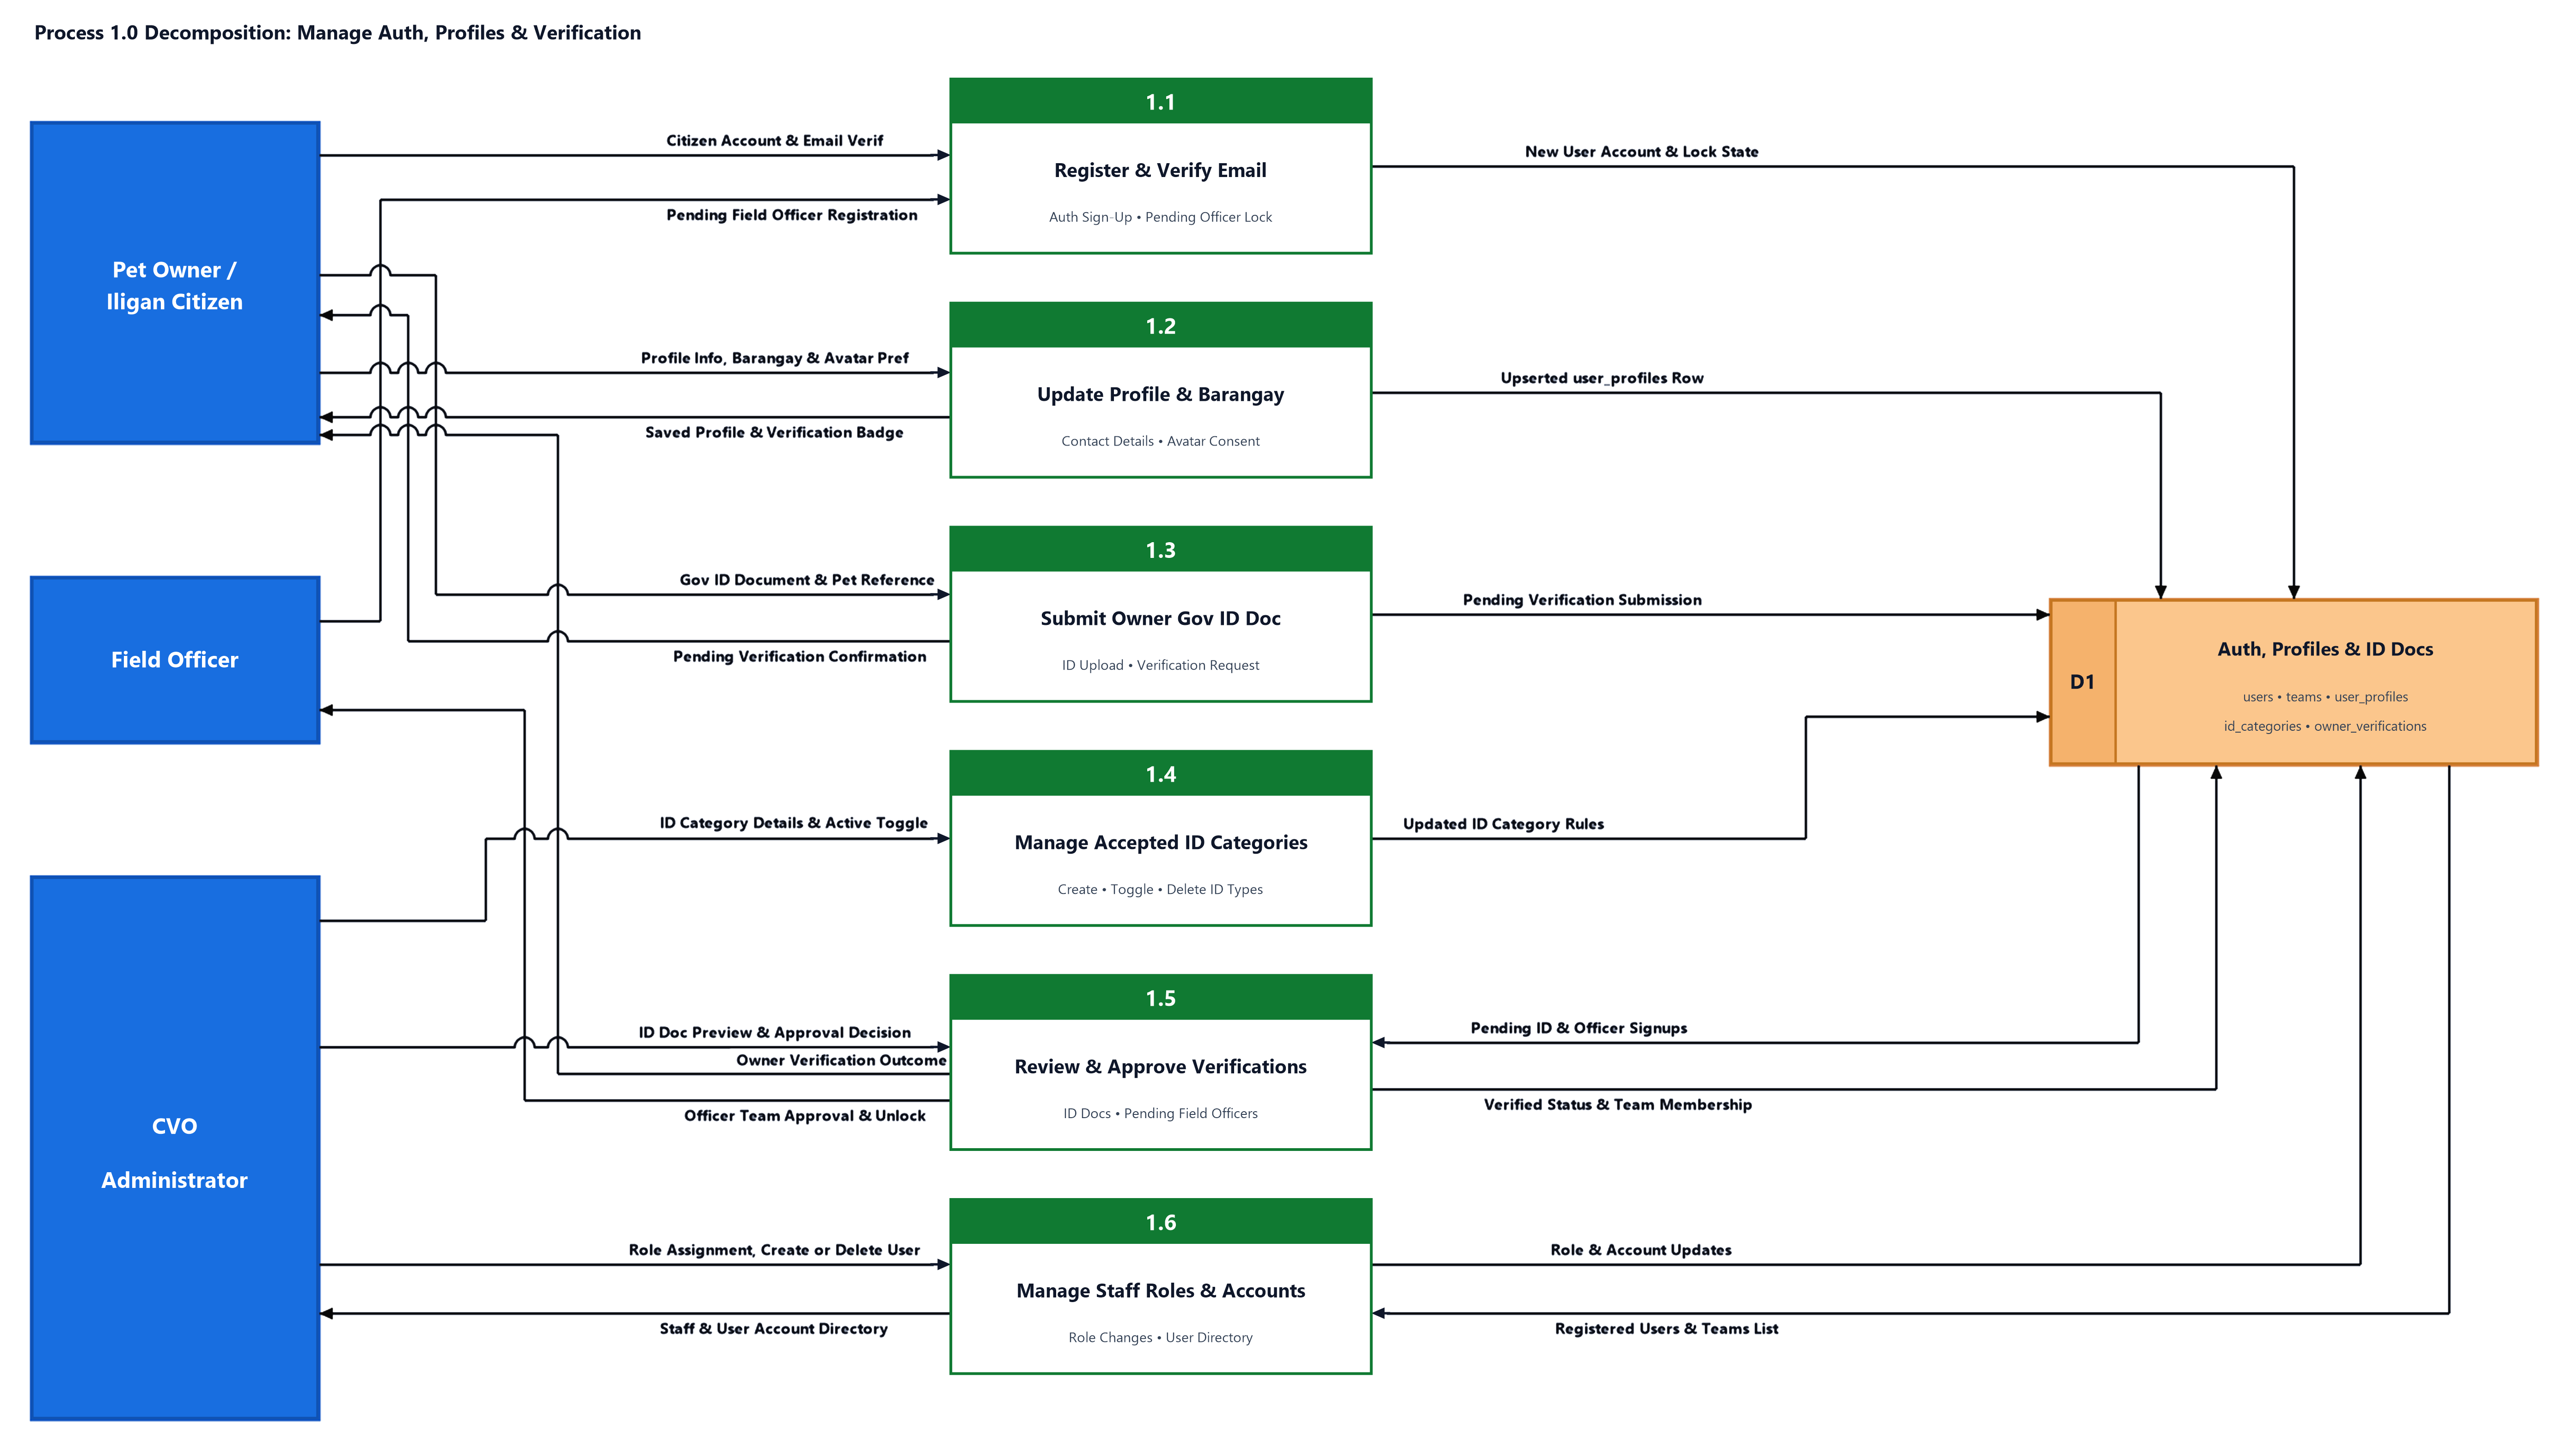 Process 1.0 Decomposition: Manage Auth, Profiles & Verification
Pet Owner /
Iligan Citizen
Field Officer
CVO
Administrator
Citizen Account & Email Verif
Pending Field Officer Registration
Profile Info, Barangay & Avatar Pref
Saved Profile & Verification Badge
Gov ID Document & Pet Reference
Pending Verification Confirmation
ID Category Details & Active Toggle
ID Doc Preview & Approval Decision
Owner Verification Outcome
Officer Team Approval & Unlock
Role Assignment, Create or Delete User
Staff & User Account Directory
1.1
Register & Verify Email
Auth Sign-Up • Pending Officer Lock
1.2
Update Profile & Barangay
Contact Details • Avatar Consent
1.3
Submit Owner Gov ID Doc
ID Upload • Verification Request
1.4
Manage Accepted ID Categories
Create • Toggle • Delete ID Types
1.5
Review & Approve Verifications
ID Docs • Pending Field Officers
1.6
Manage Staff Roles & Accounts
Role Changes • User Directory
New User Account & Lock State
Upserted user_profiles Row
Pending Verification Submission
Updated ID Category Rules
Pending ID & Officer Signups
Verified Status & Team Membership
Role & Account Updates
Registered Users & Teams List
D1
Auth, Profiles & ID Docs
users • teams • user_profiles
id_categories • owner_verifications